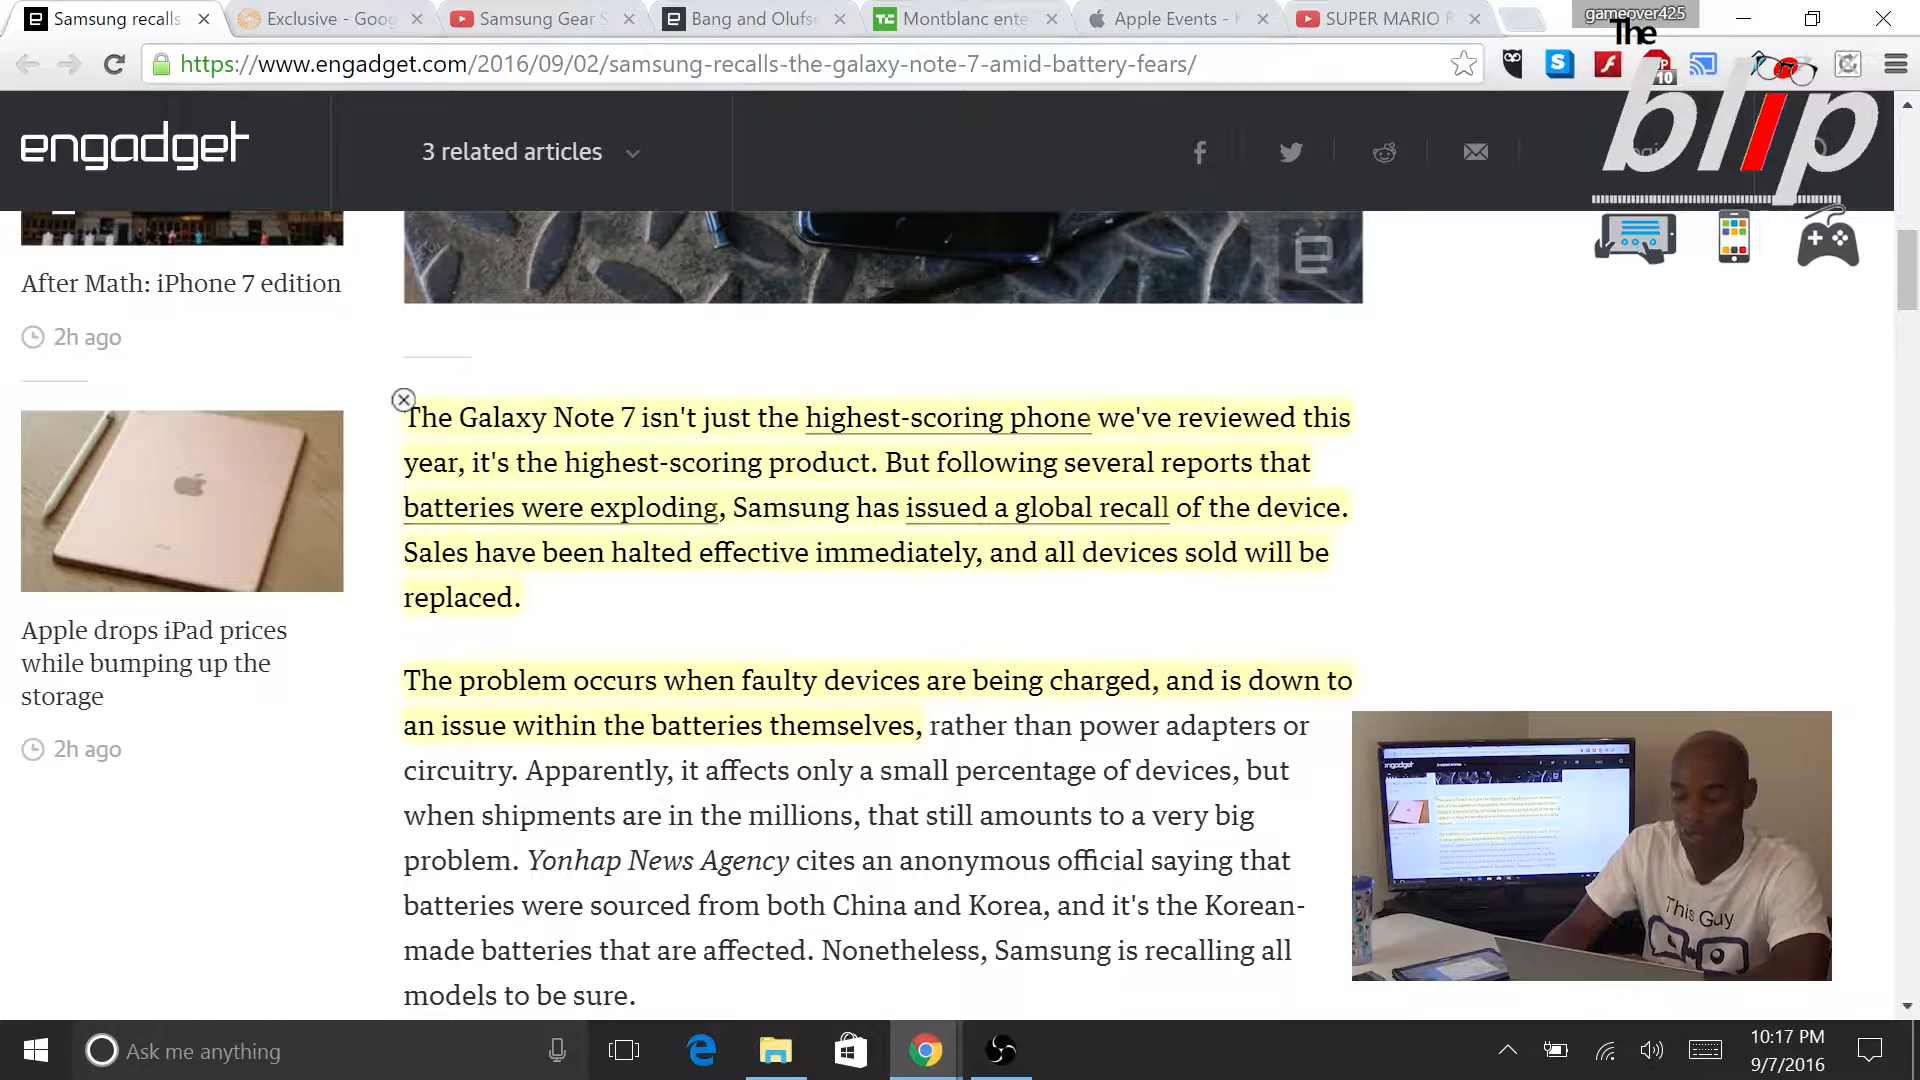 Samsung recalls
Exclusive - Goog
Samsung Gear S
Bang and Olufse
Montblanc ente
Apple Events -
SUPER MARIO R
gameover425
The
https://www.engadget.com/2016/09/02/samsung-recalls-the-galaxy-note-7-amid-battery-fears/
10
blip
engadget
3 related articles
After Math: iPhone 7 edition
2h ago
The Galaxy Note 7 isn't just the highest-scoring phone we've reviewed this
year, it's the highest-scoring product. But following several reports that
batteries were exploding, Samsung has issued a global recall of the device.
Sales have been halted effective immediately, and all devices sold will be
replaced.
Apple drops iPad prices
while bumping up the
storage
2h ago
The problem occurs when faulty devices are being charged, and is down to
an issue within the batteries themselves, rather than power adapters or
circuitry. Apparently, it affects only a small percentage of devices, but
when shipments are in the millions, that still amounts to a very big
problem. Yonhap News Agency cites an anonymous official saying that
batteries were sourced from both China and Korea, and it's the Korean-
made batteries that are affected. Nonetheless, Samsung is recalling all
models to be sure.
engadget
This Guy
Ask me anything
10:17 PM
9/7/2016